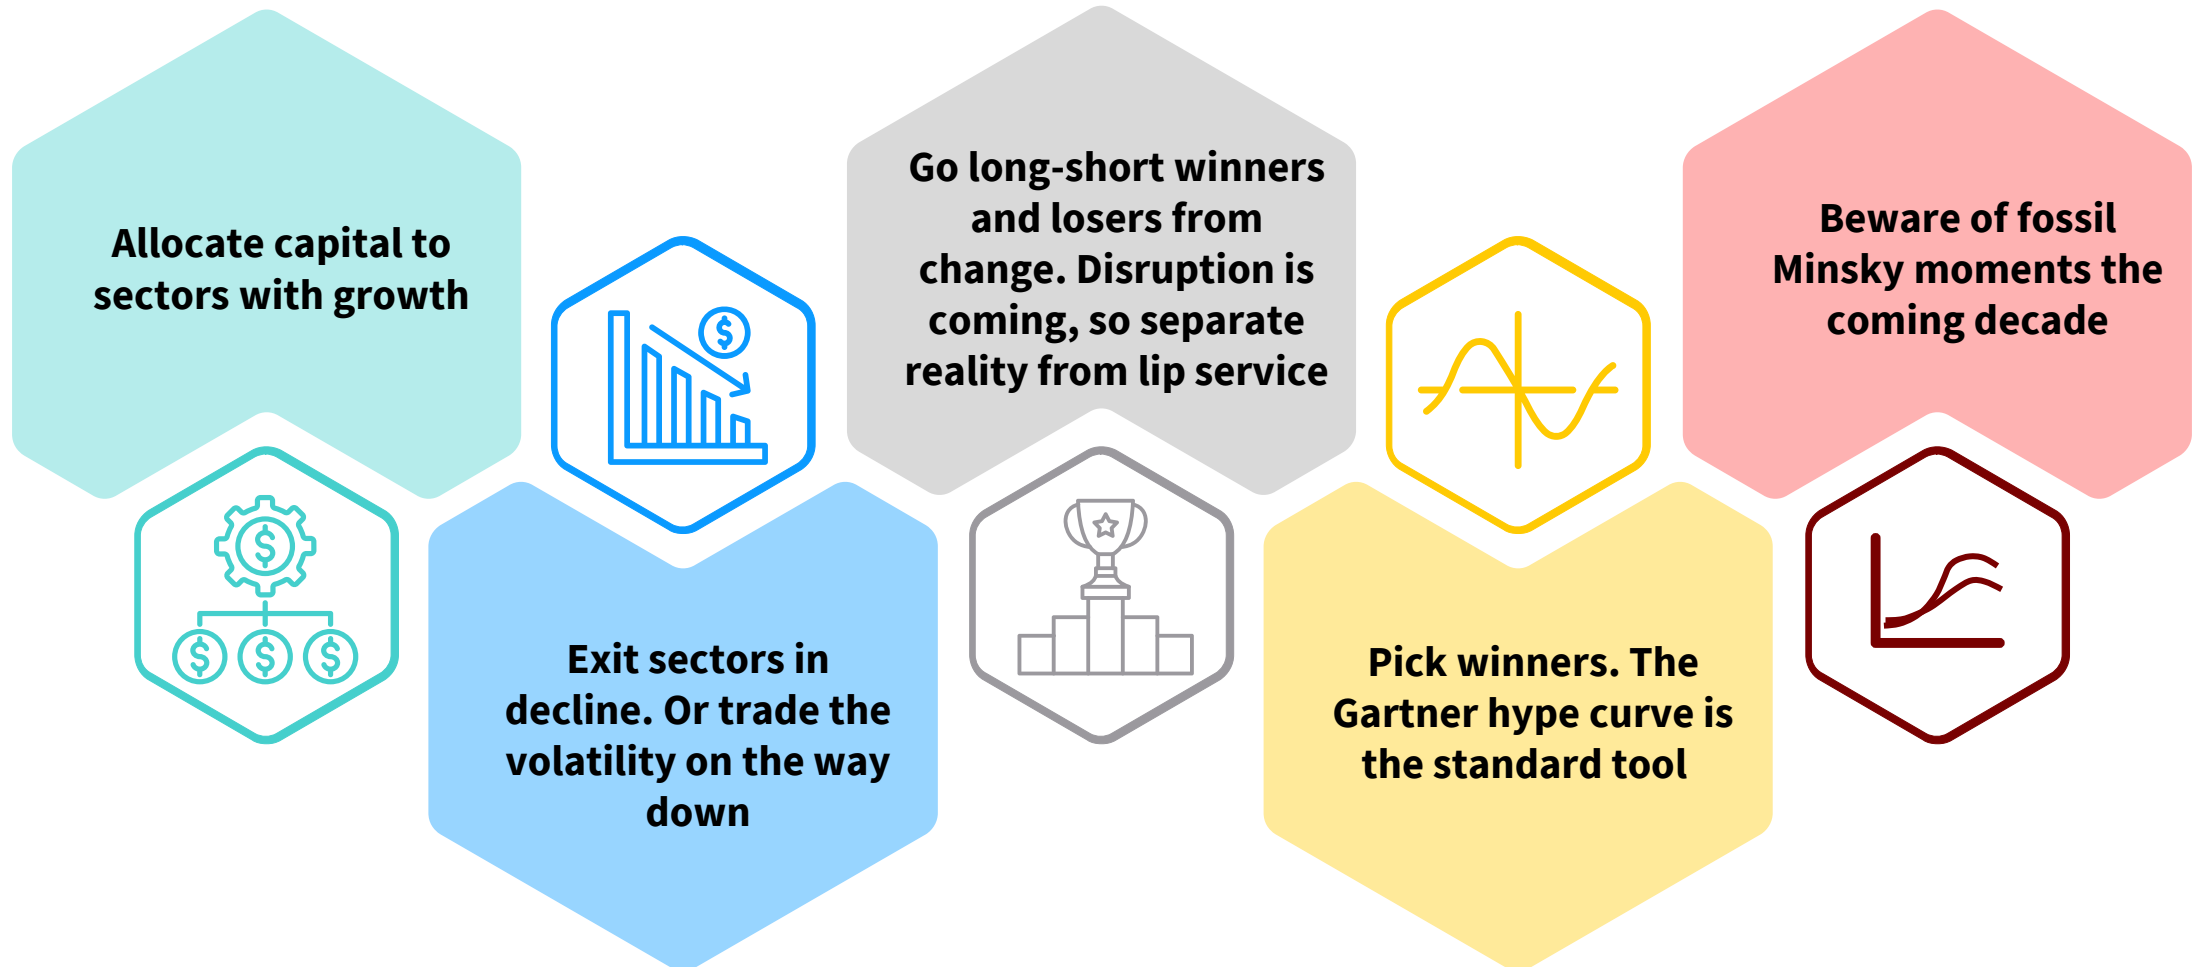 Allocate capital to
sectors with growth
Exit sectors in
decline. Or trade the
volatility on the way
down
Go long-short winners
and losers from
change. Disruption is
coming, so separate
reality from lip service
Pick winners. The
Gartner hype curve is
the standard tool
Beware of fossil
Minsky moments the
coming decade